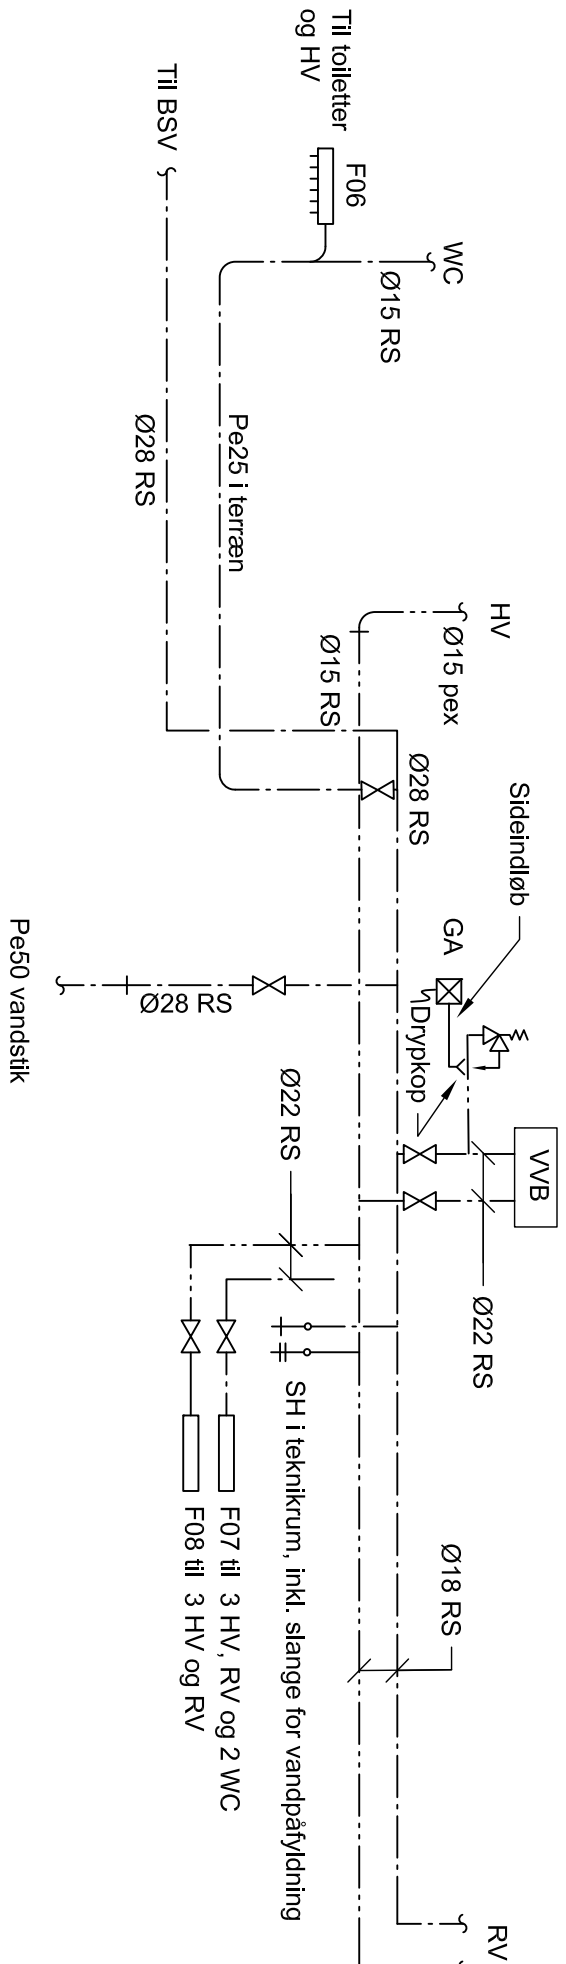 Til toiletter
og HV
F06
WC
Ø15 RS
Til BSV
Ø28 RS
Pe25 i terræn
HV
Ø15 pex
Ø15 RS
Ø28 RS
Sideindløb
GA
Drypkop
Pe50 vandstik
Ø28 RS
VVB
Ø22 RS
Ø22 RS
SH i teknikrum, inkl. slange for vandpåfyldning
F07 til 3 HV, RV og 2 WC
F08 til 3 HV og RV
Ø18 RS
RV